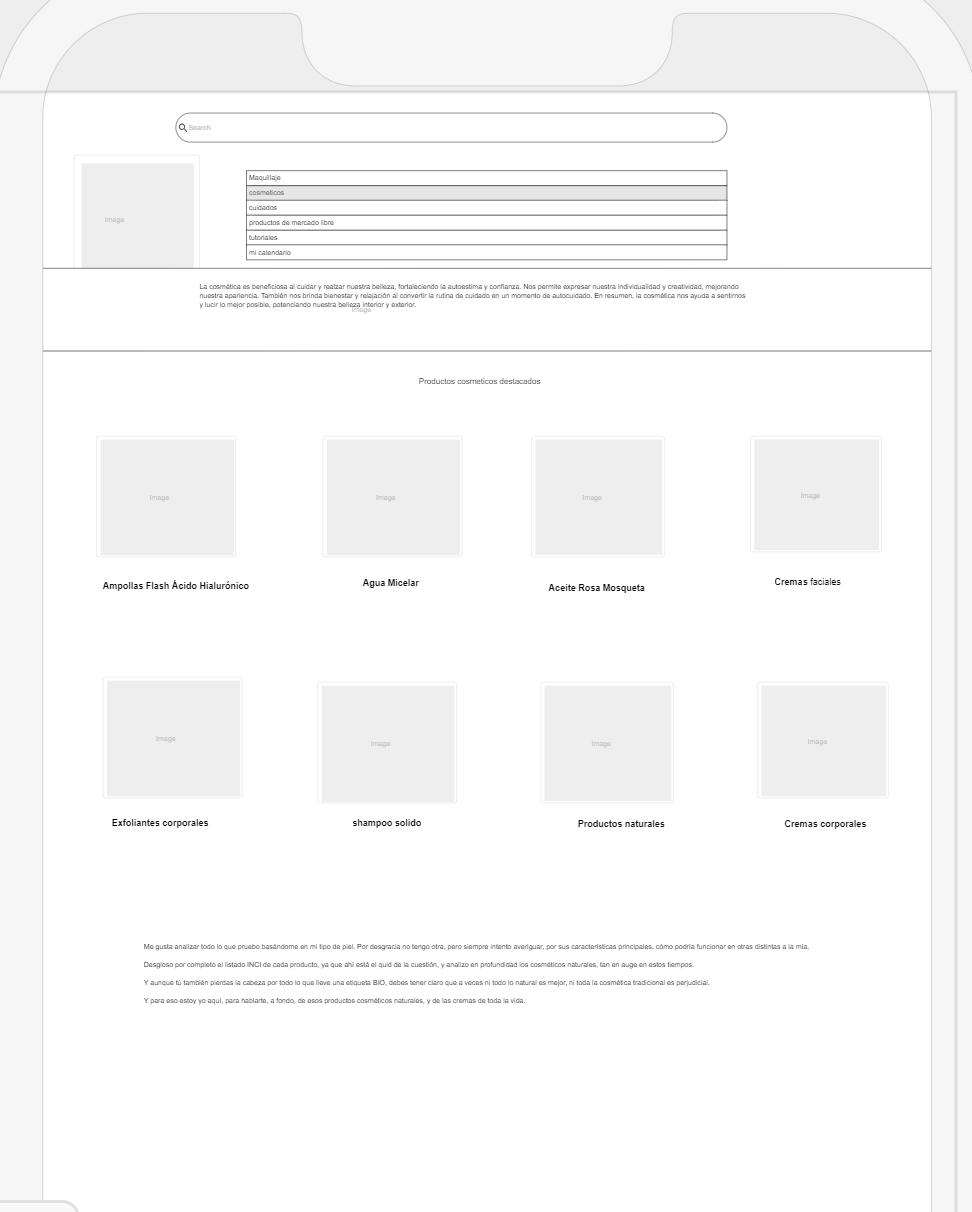 Search
Maquillaje
cosmeticos
Image
cuidados
productos de mercado libre
tutoriales
mi calendario
La cosmética es beneficiosa al cuidar y realzar nuestra belleza, fortaleciendo la autoestima y confianza. Nos permite expresar nuestra individualidad y creatividad, mejorando
nuestra apariencia. También nos brinda bienestar y relajación al convertir la rutina de cuidado en un momento de autocuidado. En resumen, la cosmética nos ayuda a sentirnos
y lucir lo mejor posible, potenciando nuestra belleza interior y exterior.
Image
Productos cosmeticos destacados
Image
Image
Image
Image
Ampollas Flash Ácido Hialurónico
Agua Micelar
Aceite Rosa Mosqueta
Cremas faciales
Image
Image
Image
Image
Exfoliantes corporales
shampoo solido
Productos naturales
Cremas corporales
Me gusta analizar todo lo que pruebo basándome en mi tipo de piel. Por desgracia no tengo otra, pero siempre intento averiguar, por sus características principales, cómo podría funcionar en otras distintas a la mía.
Desgloso por completo el listado INCI de cada producto, ya que ahí está el quid de la cuestión, y analizo en profundidad los cosméticos naturales, tan en auge en estos tiempos.
Y aunque tú también pierdas la cabeza por todo lo que lleve una etiqueta BIO, debes tener claro que a veces ni todo lo natural es mejor, ni toda la cosmética tradicional es perjudicial.
Y para eso estoy yo aquí, para hablarte, a fondo, de esos productos cosméticos naturales, y de las cremas de toda la vida.